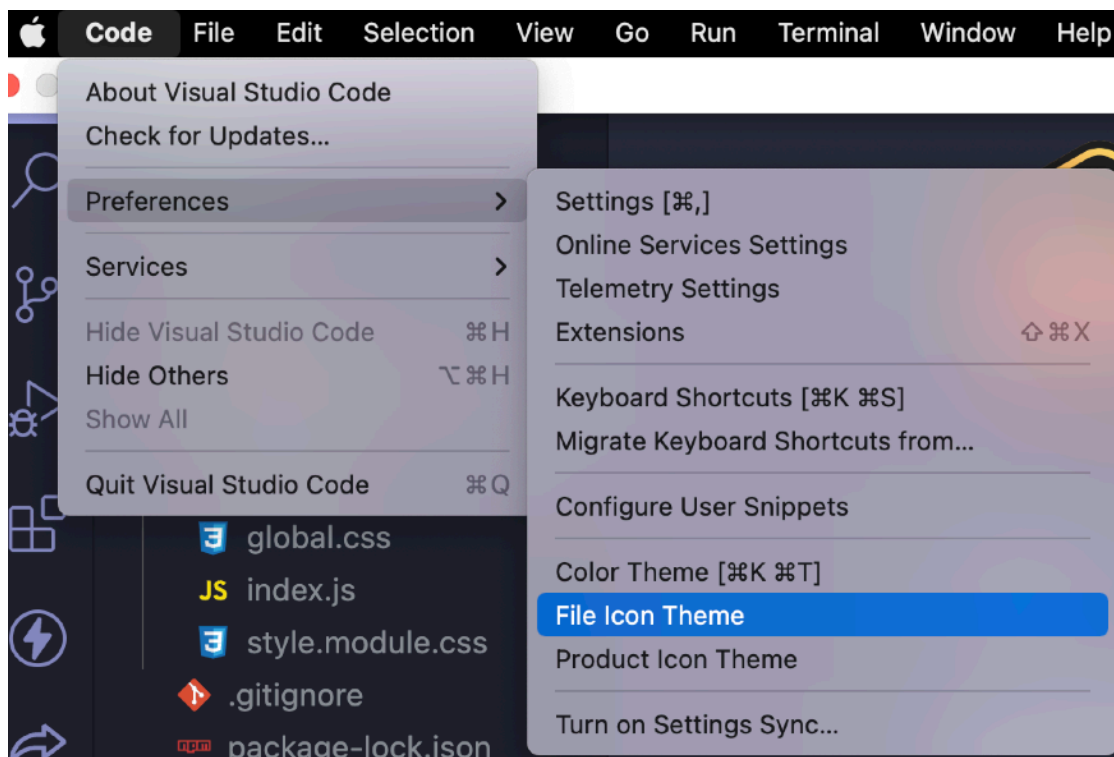 Code File Edit Selection View Go Run Terminal Window Help
About Visual Studio Code
Check for Updates...
Preferences
Services
Hide Visual Studio Code ⌘H
Hide Others ⌥⌘H
Show All
Quit Visual Studio Code ⌘Q
Settings [⌘,]
Online Services Settings
Telemetry Settings
Extensions ⇧⌘X
Keyboard Shortcuts [⌘K ⌘S]
Migrate Keyboard Shortcuts from...
Configure User Snippets
Color Theme [⌘K ⌘T]
File Icon Theme
Product Icon Theme
Turn on Settings Sync...
global.css
JS index.js
style.module.css
.gitignore
npm package-lock.json